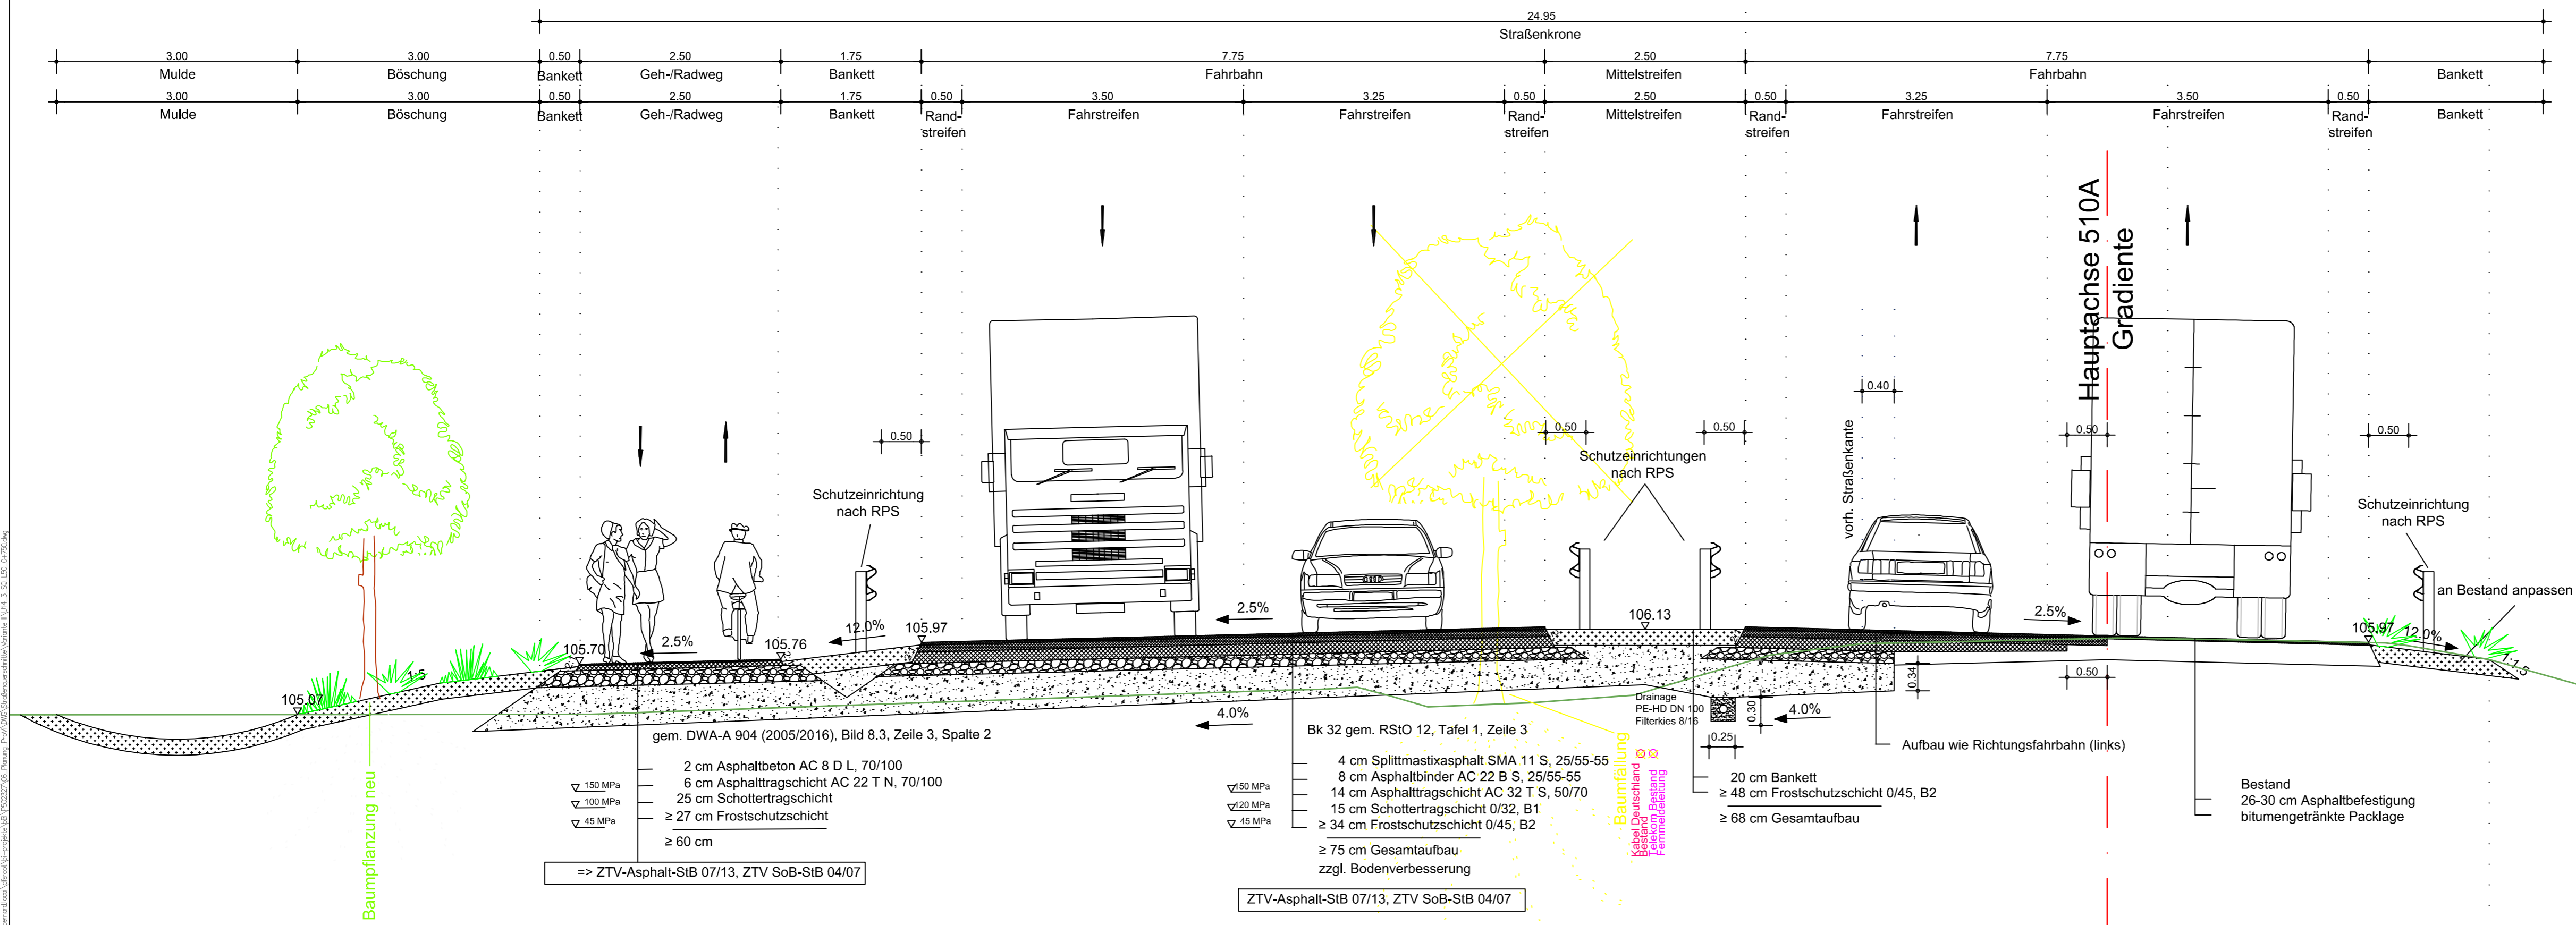 24.95
Straßenkrone
3.00 3.00 0.50 2.50 1.75 7.75 2.50 7.75
Mulde Böschung Bankett Geh-/Radweg Bankett Fahrbahn Mittelstreifen Fahrbahn Bankett
3.00 3.00 0.50 2.50 1.75 0.50 3.50 3.25 0.50 2.50 0.50 3.25 3.50 0.50
Mulde Böschung Bankett Geh-/Radweg Bankett Rand- Fahrstreifen Fahrstreifen Rand- Mittelstreifen Rand- Fahrstreifen Fahrstreifen Rand- Bankett
streifen streifen streifen streifen
Hauptachse 510A
Gradiente
0.40
vorh. Straßenkante
0.50 0.50 0.50 0.50 0.50
Schutzeinrichtung
nach RPS
Schutzeinrichtungen
nach RPS
Schutzeinrichtung
nach RPS
an Bestand anpassen
105.07
1:5
105.70
2.5%
105.76
12.0%
105.97
2.5%
106.13
2.5%
105.97
12.0%
1:5
0.34
0.50
4.0%
Drainage
PE-HD DN 100
Filterkies 8/16
0.30
0.25
4.0%
Baumpflanzung neu
gem. DWA-A 904 (2005/2016), Bild 8.3, Zeile 3, Spalte 2
2 cm Asphaltbeton AC 8 D L, 70/100
6 cm Asphalttragschicht AC 22 T N, 70/100
25 cm Schottertragschicht
≥ 27 cm Frostschutzschicht
≥ 60 cm
150 MPa
100 MPa
45 MPa
=> ZTV-Asphalt-StB 07/13, ZTV SoB-StB 04/07
Bk 32 gem. RStO 12, Tafel 1, Zeile 3
4 cm Splittmastixasphalt SMA 11 S, 25/55-55
8 cm Asphaltbinder AC 22 B S, 25/55-55
14 cm Asphalttragschicht AC 32 T S, 50/70
15 cm Schottertragschicht 0/32, B1
≥ 34 cm Frostschutzschicht 0/45, B2
≥ 75 cm Gesamtaufbau
zzgl. Bodenverbesserung
150 MPa
120 MPa
45 MPa
ZTV-Asphalt-StB 07/13, ZTV SoB-StB 04/07
Baumfällung
Kabel Deutschland
Bestand
Telekom Bestand
Fernmeldeleitung
20 cm Bankett
≥ 48 cm Frostschutzschicht 0/45, B2
≥ 68 cm Gesamtaufbau
Aufbau wie Richtungsfahrbahn (links)
Bestand
26-30 cm Asphaltbefestigung
bitumengetränkte Packlage